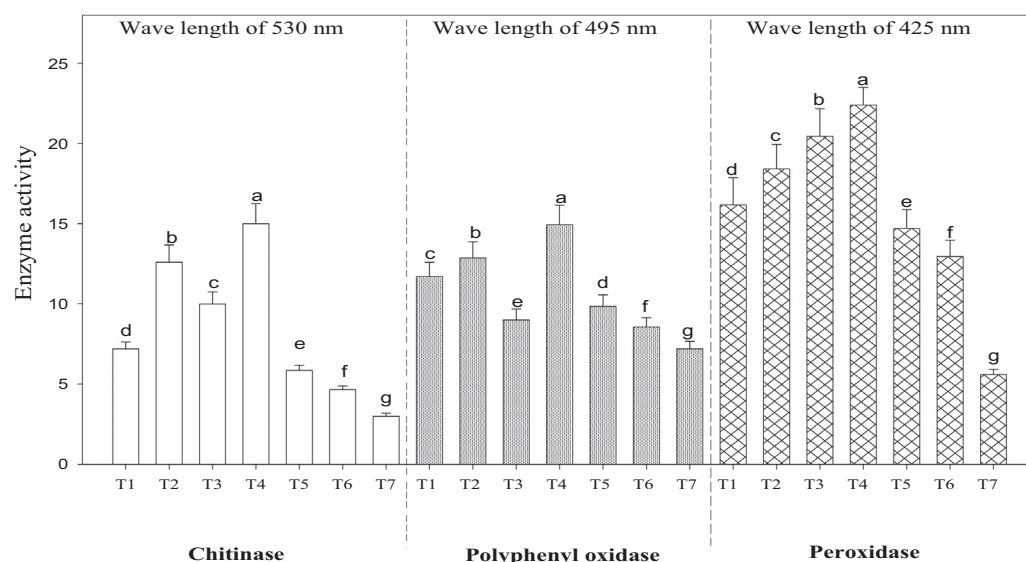 Wave length of 530 nm Wave length of 495 nm Wave length of 425 nm
Enzyme activity
25
20
15
10
5
0
d b c a e f g
c b e a d f g
d c b a e f g
T1 T2 T3 T4 T5 T6 T7 T1 T2 T3 T4 T5 T6 T7 T1 T2 T3 T4 T5 T6 T7
Chitinase Polyphenyl oxidase Peroxidase